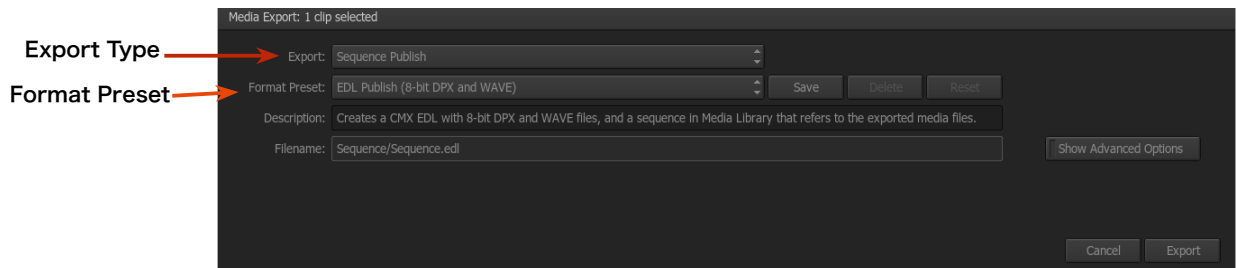 Media Export: 1 clip selected
Export Type
Export: Sequence Publish
Format Preset
Format Preset: EDL Publish (8-bit DPX and WAVE) Save Delete Reset
Description: Creates a CMX EDL with 8-bit DPX and WAVE files, and a sequence in Media Library that refers to the exported media files.
Filename: Sequence/Sequence.edl Show Advanced Options
Cancel Export